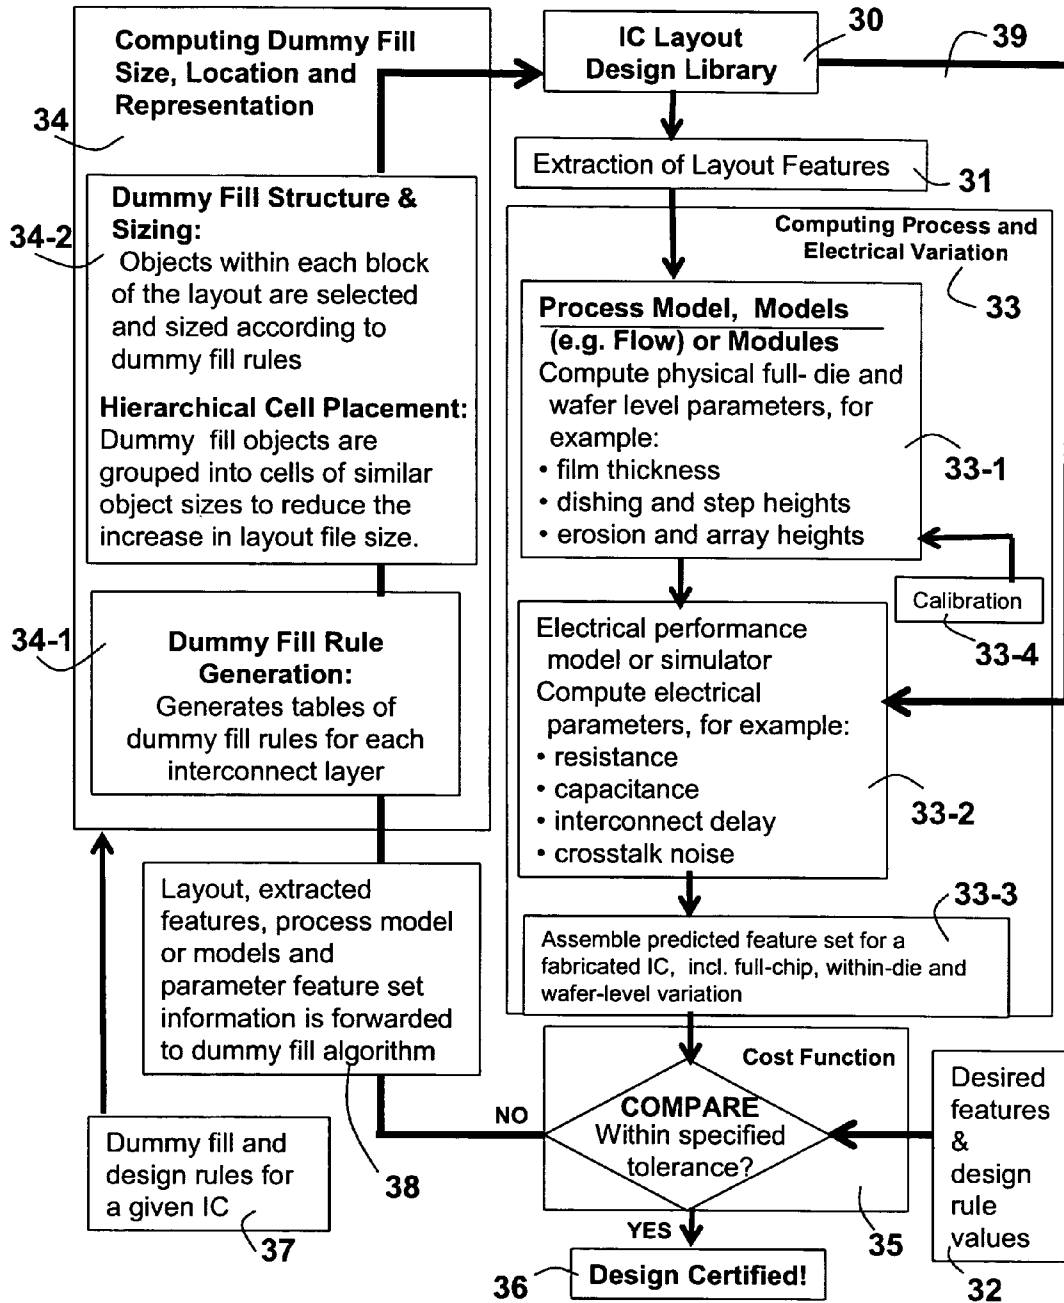 Computing Dummy Fill
Size, Location and
Representation
34
Dummy Fill Structure &
Sizing:
Objects within each block
of the layout are selected
and sized according to
dummy fill rules
Hierarchical Cell Placement:
Dummy fill objects are
grouped into cells of similar
object sizes to reduce the
increase in layout file size.
34-2
Dummy Fill Rule
Generation:
Generates tables of
dummy fill rules for each
interconnect layer
34-1
Layout, extracted
features, process model
or models and
parameter feature set
information is forwarded
to dummy fill algorithm
38
Dummy fill and
design rules for
a given IC
37
IC Layout
Design Library
30
39
Extraction of Layout Features
31
Computing Process and
Electrical Variation
33
Process Model, Models
(e.g. Flow) or Modules
Compute physical full- die and
wafer level parameters, for
example:
• film thickness
• dishing and step heights
• erosion and array heights
33-1
Calibration
33-4
Electrical performance
model or simulator
Compute electrical
parameters, for example:
• resistance
• capacitance
• interconnect delay
• crosstalk noise
33-2
33-3
Assemble predicted feature set for a
fabricated IC, incl. full-chip, within-die and
wafer-level variation
Cost Function
COMPARE
Within specified
tolerance?
NO
YES
35
Desired
features
&
design
rule
values
32
36
Design Certified!